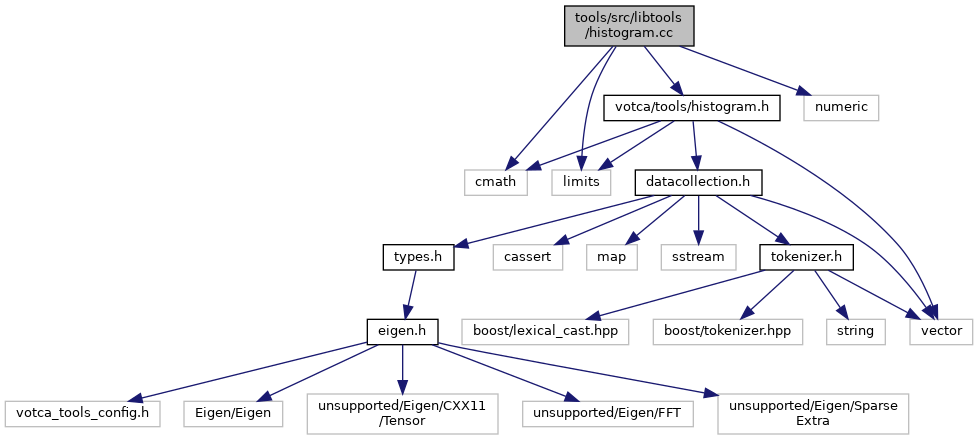 tools/src/libtools
/histogram.cc
votca/tools/histogram.h
numeric
cmath
limits
datacollection.h
types.h
cassert
map
sstream
tokenizer.h
eigen.h
boost/lexical_cast.hpp
boost/tokenizer.hpp
string
vector
votca_tools_config.h
Eigen/Eigen
unsupported/Eigen/CXX11
/Tensor
unsupported/Eigen/FFT
unsupported/Eigen/Sparse
Extra